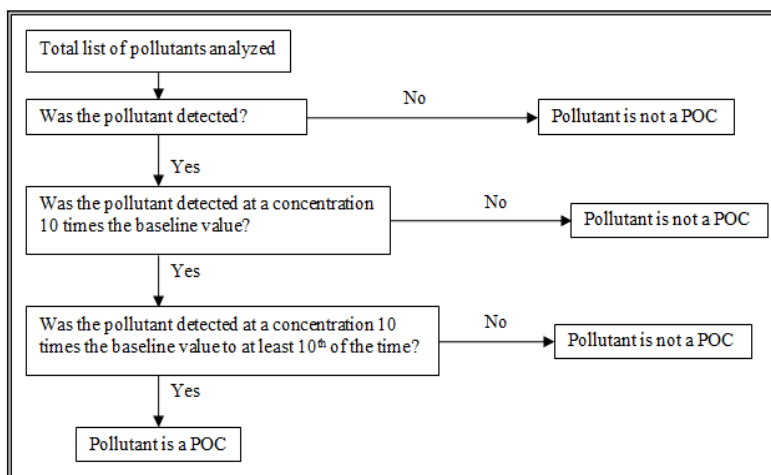 Total list of pollutants analyzed
Was the pollutant detected?
No
Pollutant is not a POC
Yes
Was the pollutant detected at a concentration
10 times the baseline value?
No
Pollutant is not a POC
Yes
Was the pollutant detected at a concentration 10
times the baseline value to at least 10th of the time?
No
Pollutant is not a POC
Yes
Pollutant is a POC